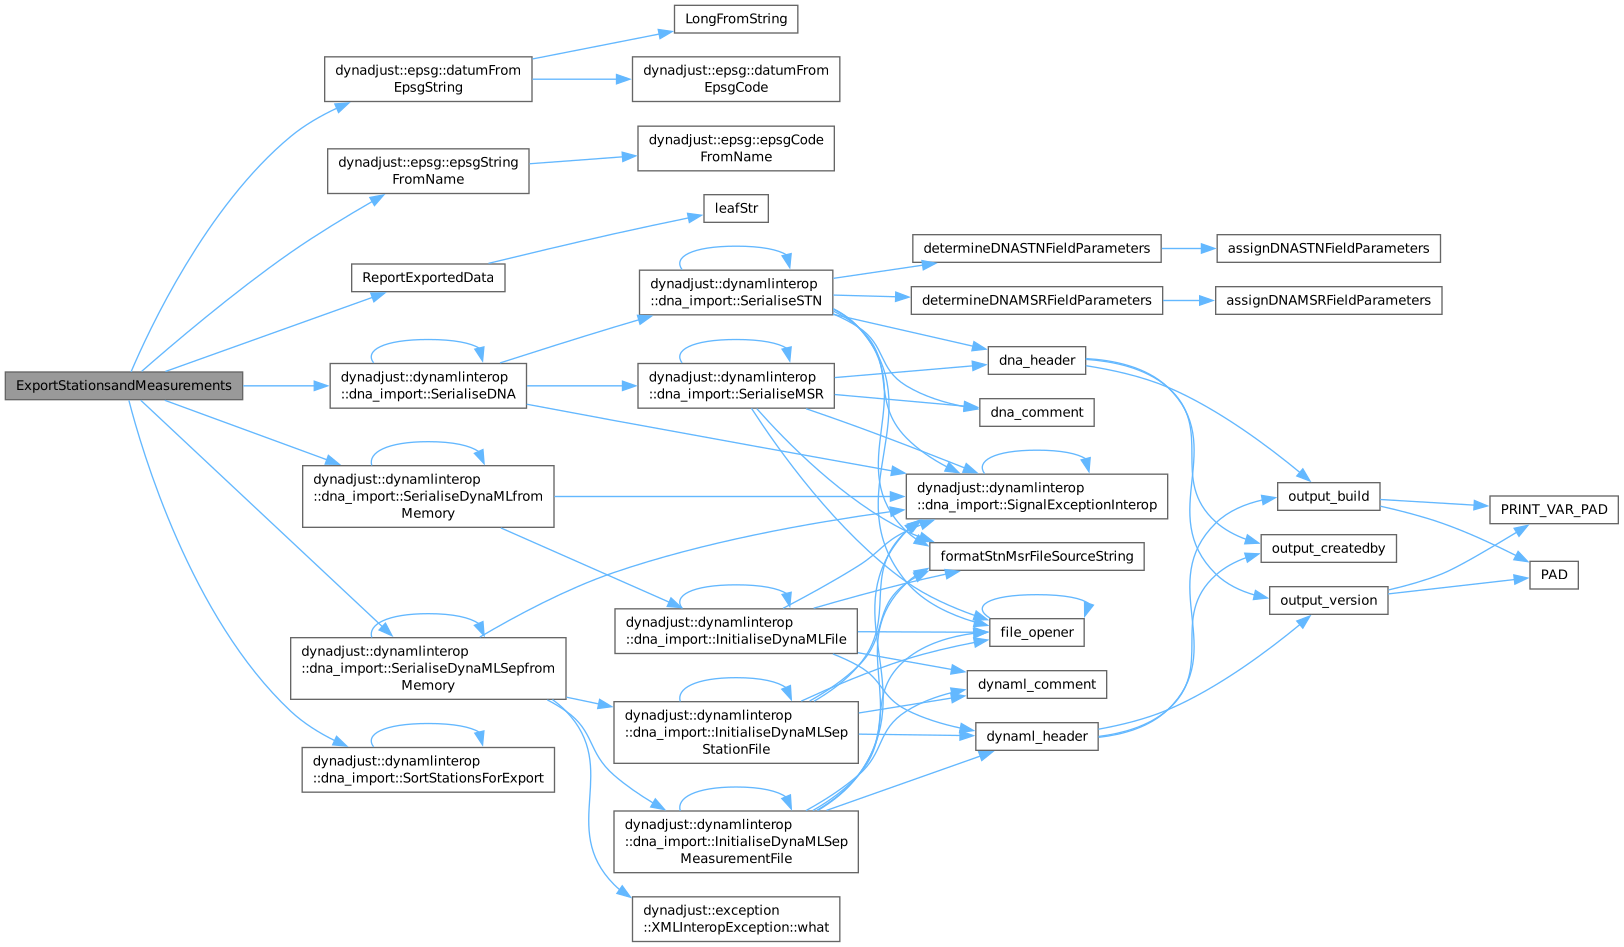 ExportStationsandMeasurements
dynadjust::epsg::datumFrom
EpsgString
LongFromString
dynadjust::epsg::datumFrom
EpsgCode
dynadjust::epsg::epsgString
FromName
dynadjust::epsg::epsgCode
FromName
ReportExportedData
leafStr
dynadjust::dynamlinterop
::dna_import::SerialiseDNA
dynadjust::dynamlinterop
::dna_import::SerialiseSTN
determineDNASTNFieldParameters
assignDNASTNFieldParameters
determineDNAMSRFieldParameters
assignDNAMSRFieldParameters
dynadjust::dynamlinterop
::dna_import::SerialiseMSR
dna_header
dna_comment
dynadjust::dynamlinterop
::dna_import::SignalExceptionInterop
formatStnMsrFileSourceString
file_opener
output_build
output_createdby
output_version
PRINT_VAR_PAD
PAD
dynadjust::dynamlinterop
::dna_import::SerialiseDynaMLfrom
Memory
dynadjust::dynamlinterop
::dna_import::InitialiseDynaMLFile
dynaml_comment
dynaml_header
dynadjust::dynamlinterop
::dna_import::SerialiseDynaMLSepfrom
Memory
dynadjust::dynamlinterop
::dna_import::InitialiseDynaMLSep
StationFile
dynadjust::dynamlinterop
::dna_import::InitialiseDynaMLSep
MeasurementFile
dynadjust::exception
::XMLInteropException::what
dynadjust::dynamlinterop
::dna_import::SortStationsForExport